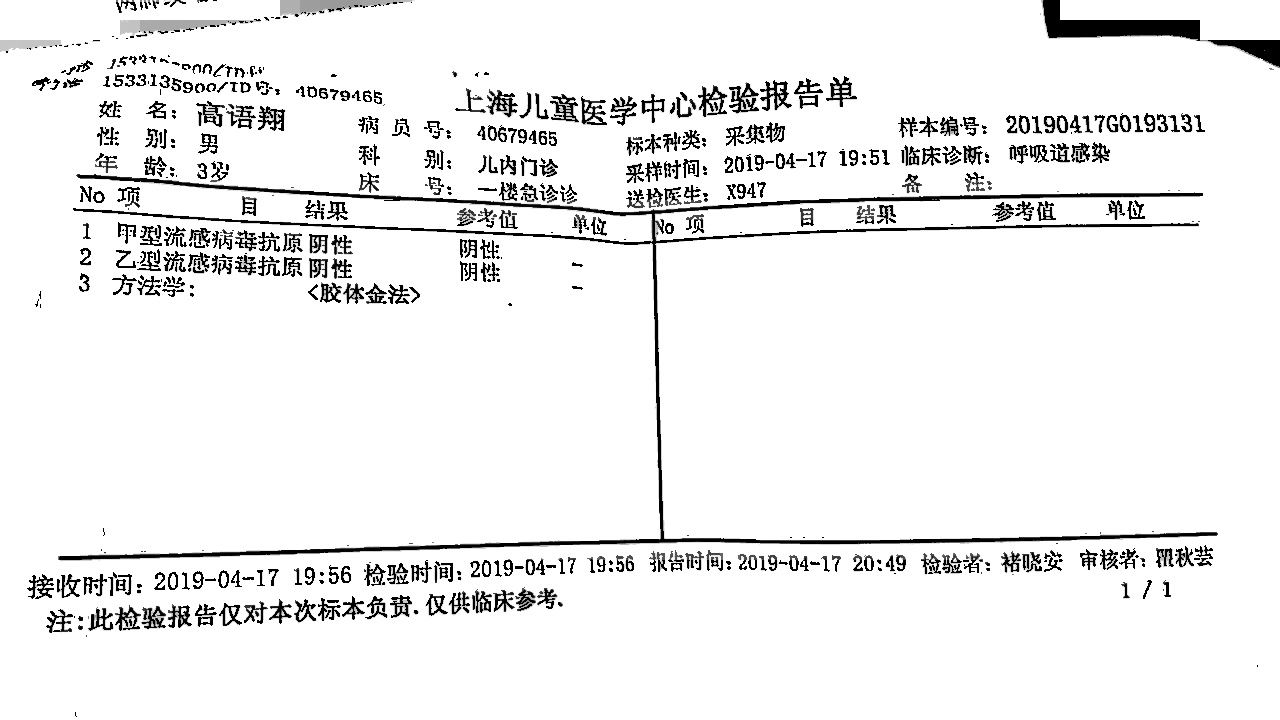 1533135900/ID号: 40679465
上海儿童医学中心检验报告单
姓 名: 高语翔 病 员 号: 40679465 标本种类: 采集物 样本编号: 20190417G0193131
性 别: 男 科 别: 儿内门诊 采样时间: 2019-04-17 19:51 临床诊断: 呼吸道感染
年 龄: 3岁 床 号: 一楼急诊诊 送检医生: X947 备 注:
No 项 目 结果 参考值 单位 No 项 目 结果 参考值 单位
1 甲型流感病毒抗原 阴性 阴性 -
2 乙型流感病毒抗原 阴性 阴性 -
3 方法学: <胶体金法>
接收时间: 2019-04-17 19:56 检验时间: 2019-04-17 19:56 报告时间: 2019-04-17 20:49 检验者: 褚晓安 审核者: 瞿秋芸
注:此检验报告仅对本次标本负责.仅供临床参考.
1 / 1